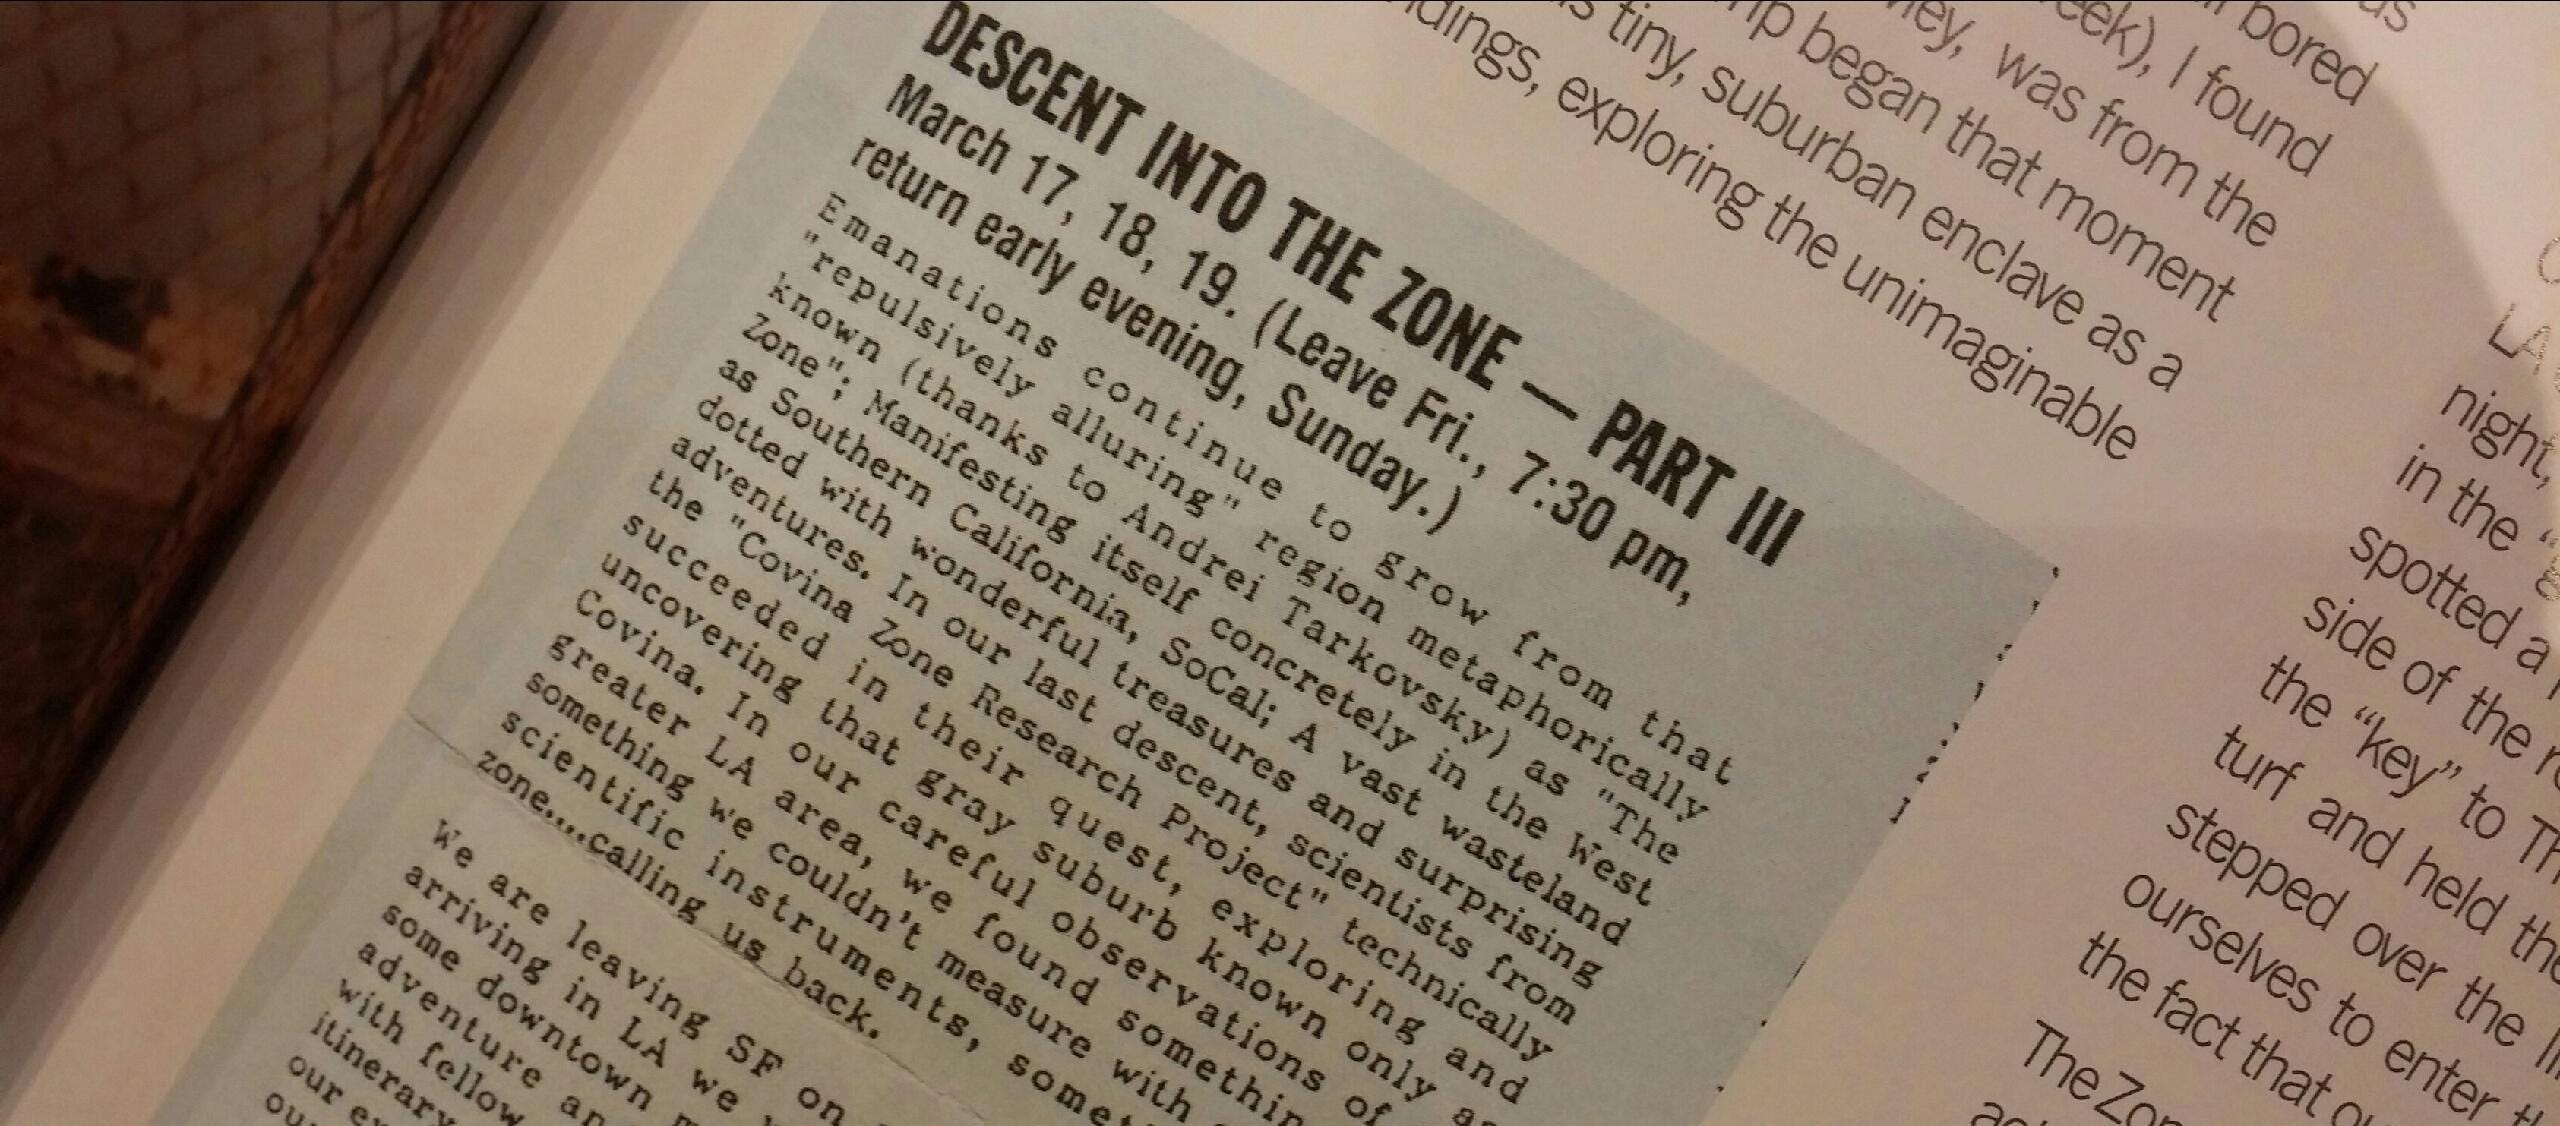 DESCENT INTO THE ZONE — PART III
March 17, 18, 19. (Leave Fri., 7:30 pm,
return early evening, Sunday.)
Emanations continue to grow from that
"repulsively alluring" region metaphorically
known (thanks to Andrei Tarkovsky) as "The
Zone"; Manifesting itself concretely in the West
as Southern California, SoCal; A vast wasteland
dotted with wonderful treasures and surprising
adventures. In our last descent, scientists from
the "Covina Zone Research Project" technically
succeeded in their quest, exploring and
uncovering that gray suburb known only as
Covina. In our careful observations of
greater LA area, we found
something we couldn't measure with
scientific instruments,
zone....calling us back.
We are leaving SF on
arriving in LA we
some downtown
adventure
with fellow
itinerary
our
bored
I found
was from the
began that moment
tiny, suburban enclave as a
exploring the unimaginable
night,
in the
spotted a
side of the
the “key” to
turf and held
stepped over the
ourselves to enter
the fact that
The